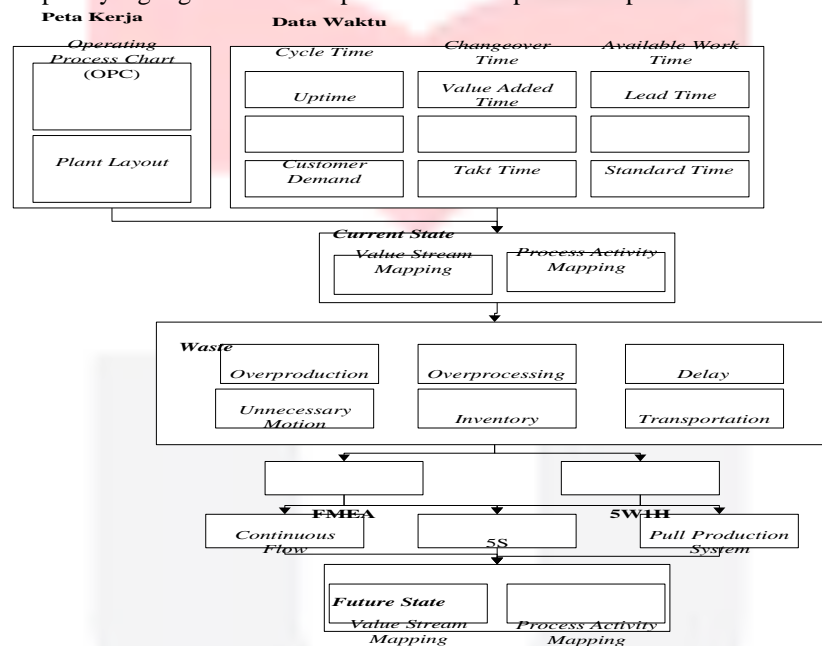 Peta Kerja
Data Waktu
Operating
Process Chart
(OPC)
Plant Layout
Cycle Time
Changeover
Time
Available Work
Time
Uptime
Value Added
Time
Lead Time
Customer
Demand
Takt Time
Standard Time
Current State
Value Stream
Mapping
Process Activity
Mapping
Waste
Overproduction
Overprocessing
Delay
Unnecessary
Motion
Inventory
Transportation
FMEA
5W1H
Continuous
Flow
5S
Pull Production
System
Future State
Value Stream
Mapping
Process Activity
Mapping